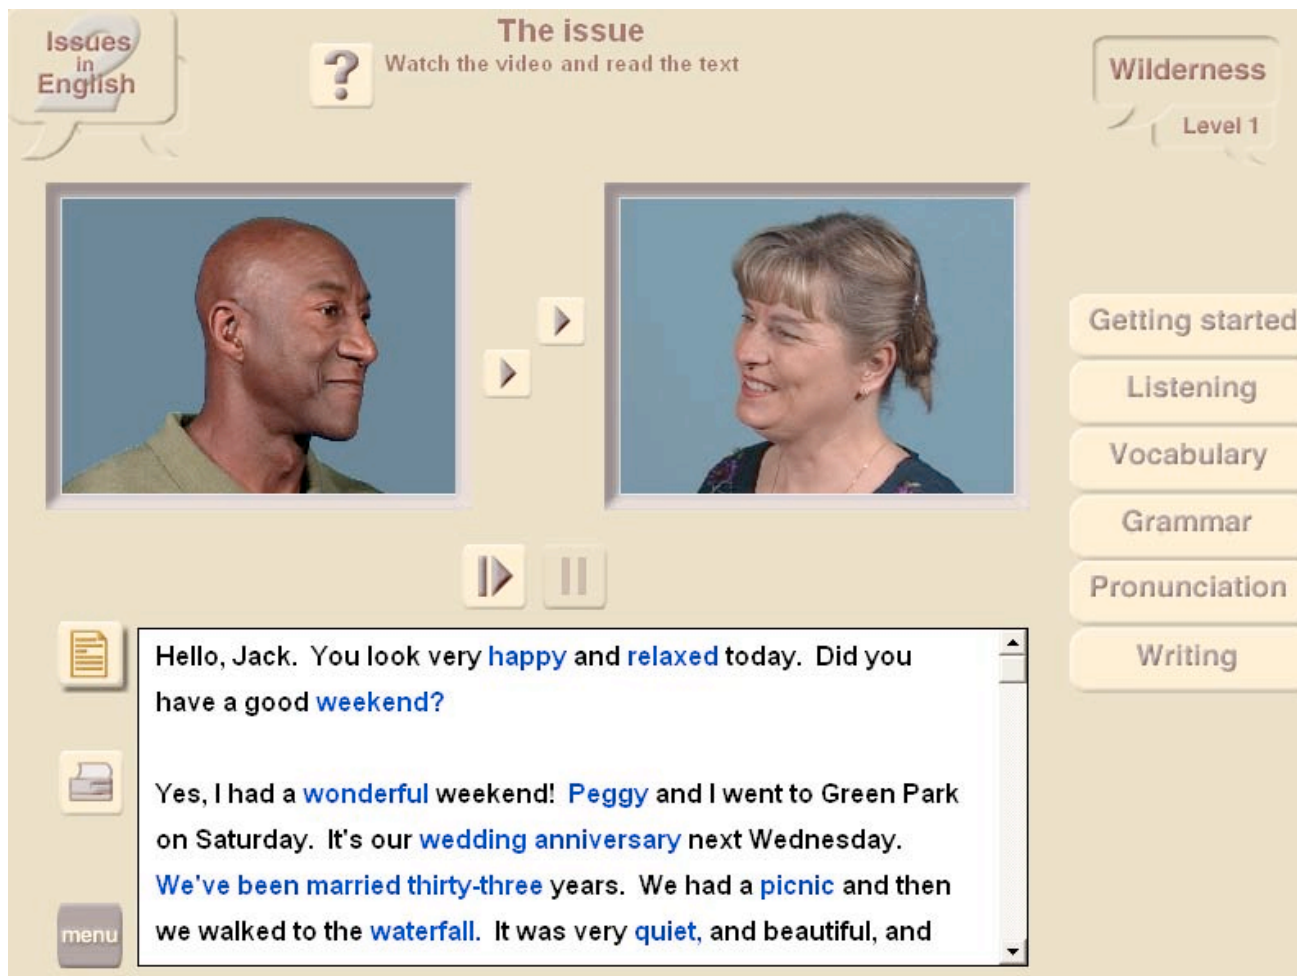 Issues
in
English
2
The issue
Watch the video and read the text
?
Wilderness
Level 1
Getting started
Listening
Vocabulary
Grammar
Pronunciation
Writing
Hello, Jack. You look very happy and relaxed today. Did you
have a good weekend?
Yes, I had a wonderful weekend! Peggy and I went to Green Park
on Saturday. It's our wedding anniversary next Wednesday.
We've been married thirty-three years. We had a picnic and then
we walked to the waterfall. It was very quiet, and beautiful, and
menu